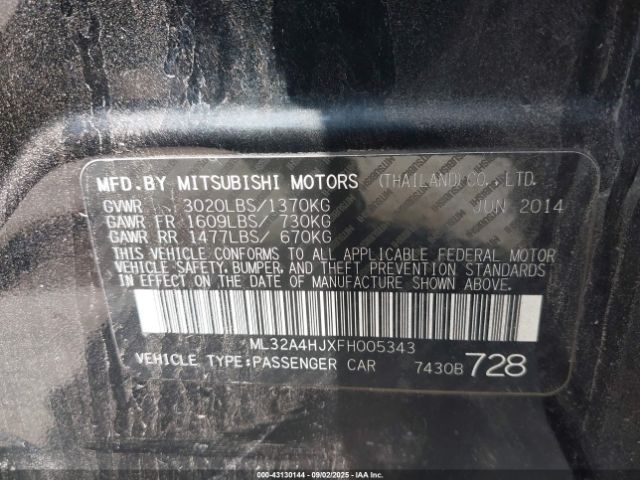 MFD.BY MITSUBISHI MOTORS (THAILAND) CO., LTD.
GVWR 3020LBS/1370KG JUN 2014
GAWR FR 1609LBS/ 730KG
GAWR RR 1477LBS/ 670KG
THIS VEHICLE CONFORMS TO ALL APPLICABLE FEDERAL MOTOR
VEHICLE SAFETY, BUMPER, AND THEFT PREVENTION STANDARDS
IN EFFECT ON THE DATE OF MANUFACTURE SHOWN ABOVE.
ML32A4HJXFH005343
VEHICLE TYPE:PASSENGER CAR 7430B 728
© -- 43130144 -- 09/02/2025 -- IAA Inc.